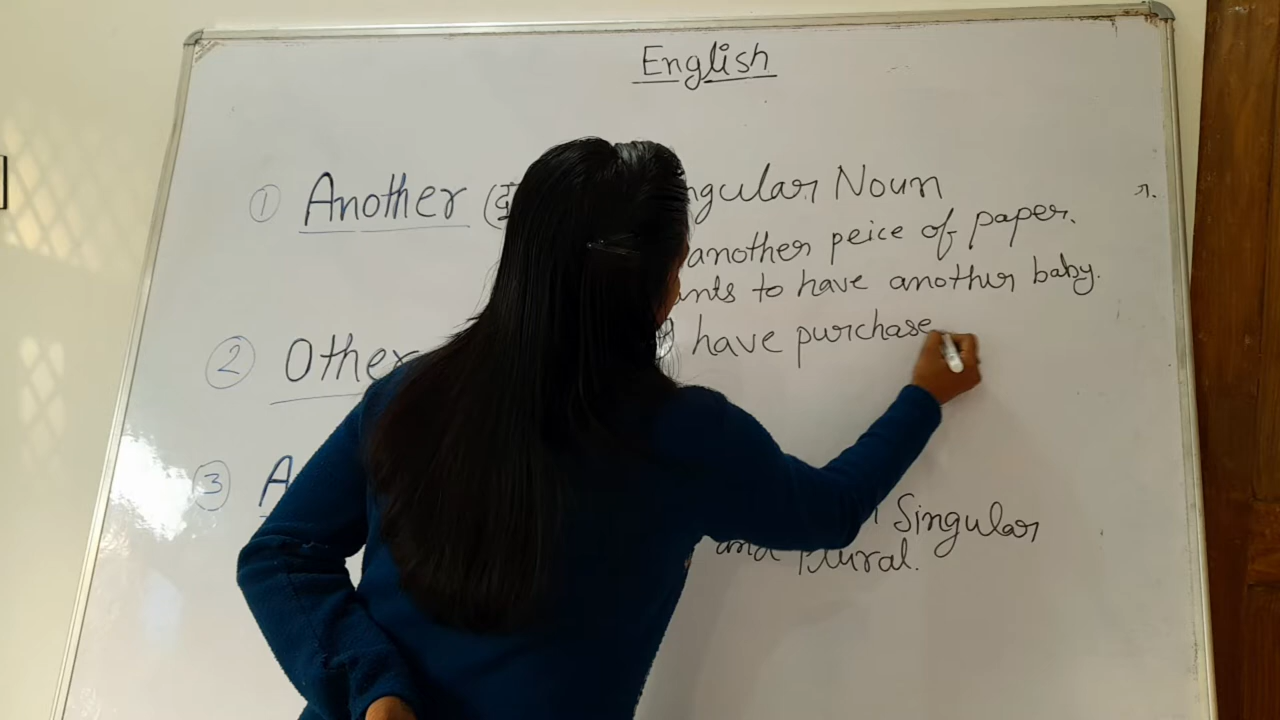 English
① Another ( Singular Noun
another peice of paper.
wants to have another baby.
② Other have purchase
③ A Singular
and Plural.